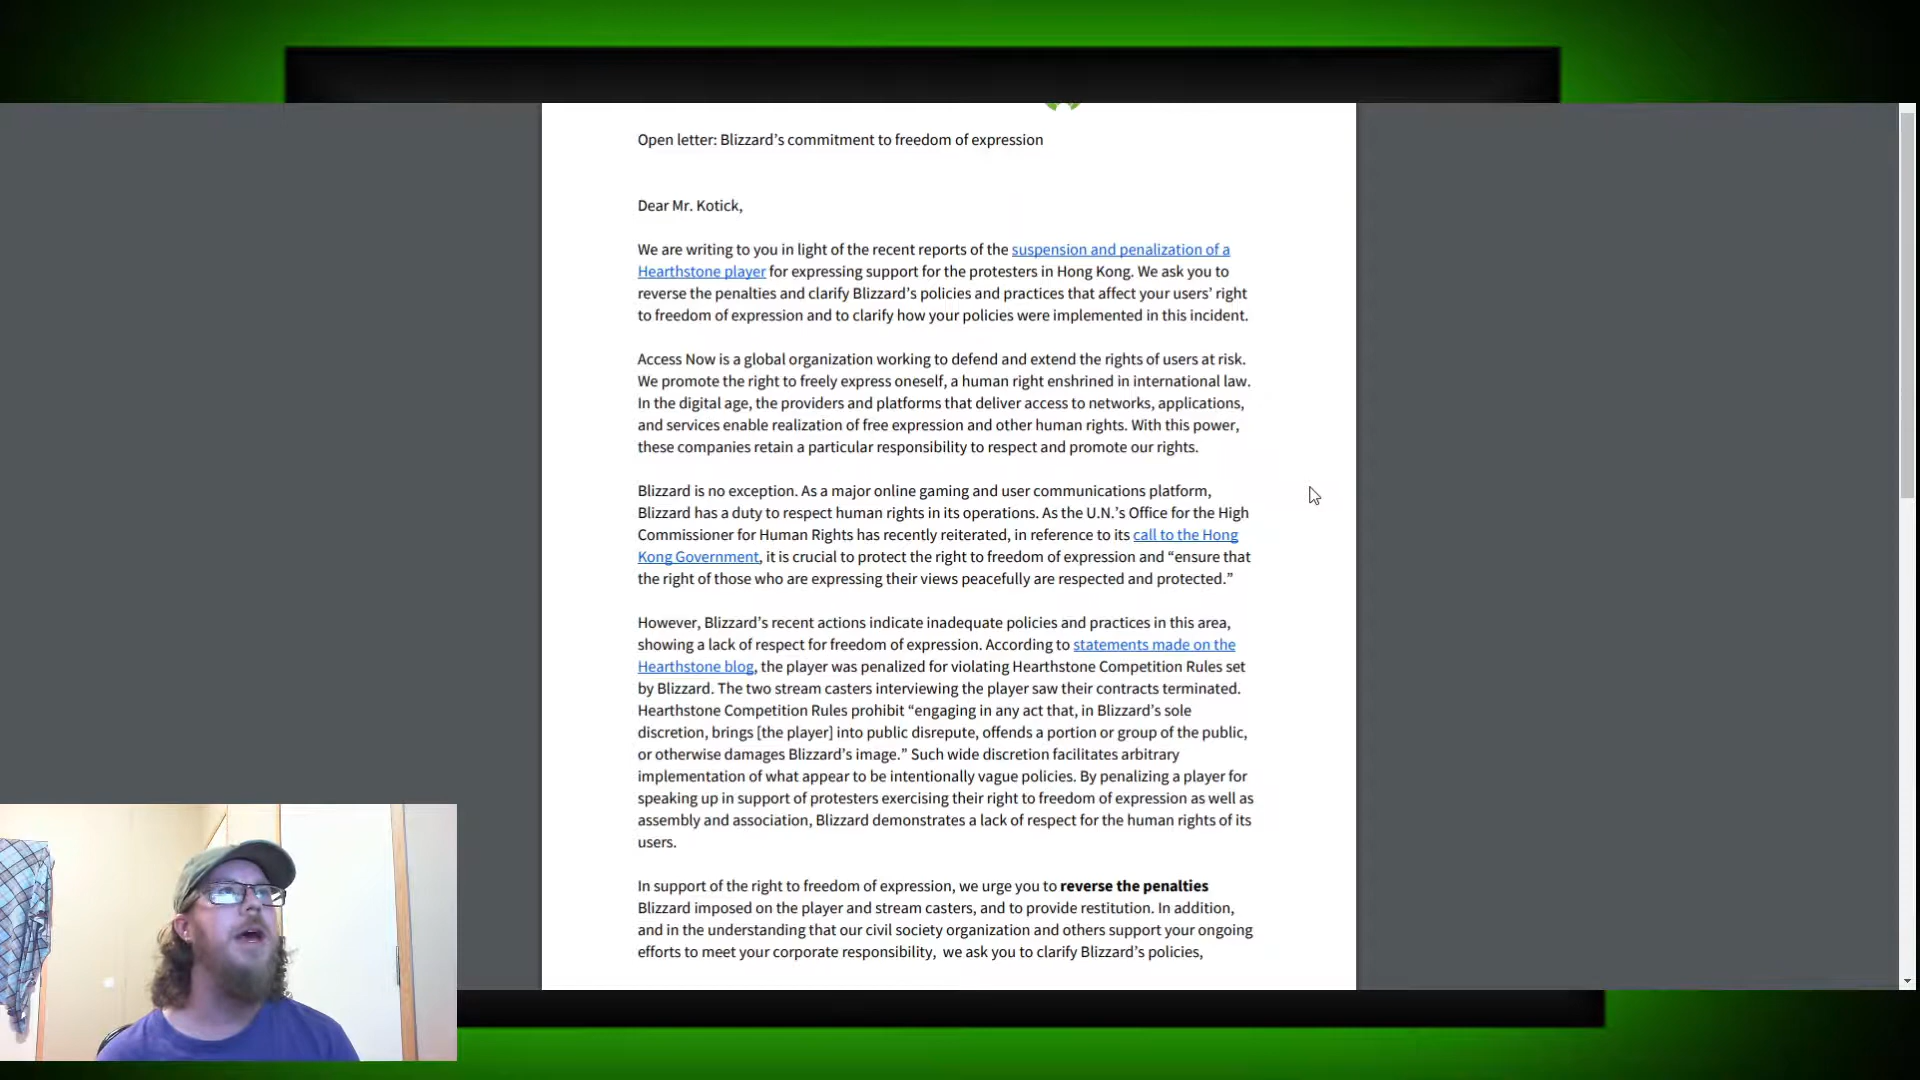 Open letter: Blizzard’s commitment to freedom of expression
Dear Mr. Kotick,
We are writing to you in light of the recent reports of the suspension and penalization of a
Hearthstone player for expressing support for the protesters in Hong Kong. We ask you to
reverse the penalties and clarify Blizzard’s policies and practices that affect your users’ right
to freedom of expression and to clarify how your policies were implemented in this incident.
Access Now is a global organization working to defend and extend the rights of users at risk.
We promote the right to freely express oneself, a human right enshrined in international law.
In the digital age, the providers and platforms that deliver access to networks, applications,
and services enable realization of free expression and other human rights. With this power,
these companies retain a particular responsibility to respect and promote our rights.
Blizzard is no exception. As a major online gaming and user communications platform,
Blizzard has a duty to respect human rights in its operations. As the U.N.’s Office for the High
Commissioner for Human Rights has recently reiterated, in reference to its call to the Hong
Kong Government, it is crucial to protect the right to freedom of expression and “ensure that
the right of those who are expressing their views peacefully are respected and protected.”
However, Blizzard’s recent actions indicate inadequate policies and practices in this area,
showing a lack of respect for freedom of expression. According to statements made on the
Hearthstone blog, the player was penalized for violating Hearthstone Competition Rules set
by Blizzard. The two stream casters interviewing the player saw their contracts terminated.
Hearthstone Competition Rules prohibit “engaging in any act that, in Blizzard’s sole
discretion, brings [the player] into public disrepute, offends a portion or group of the public,
or otherwise damages Blizzard’s image.” Such wide discretion facilitates arbitrary
implementation of what appear to be intentionally vague policies. By penalizing a player for
speaking up in support of protesters exercising their right to freedom of expression as well as
assembly and association, Blizzard demonstrates a lack of respect for the human rights of its
users.
In support of the right to freedom of expression, we urge you to reverse the penalties
Blizzard imposed on the player and stream casters, and to provide restitution. In addition,
and in the understanding that our civil society organization and others support your ongoing
efforts to meet your corporate responsibility, we ask you to clarify Blizzard’s policies,